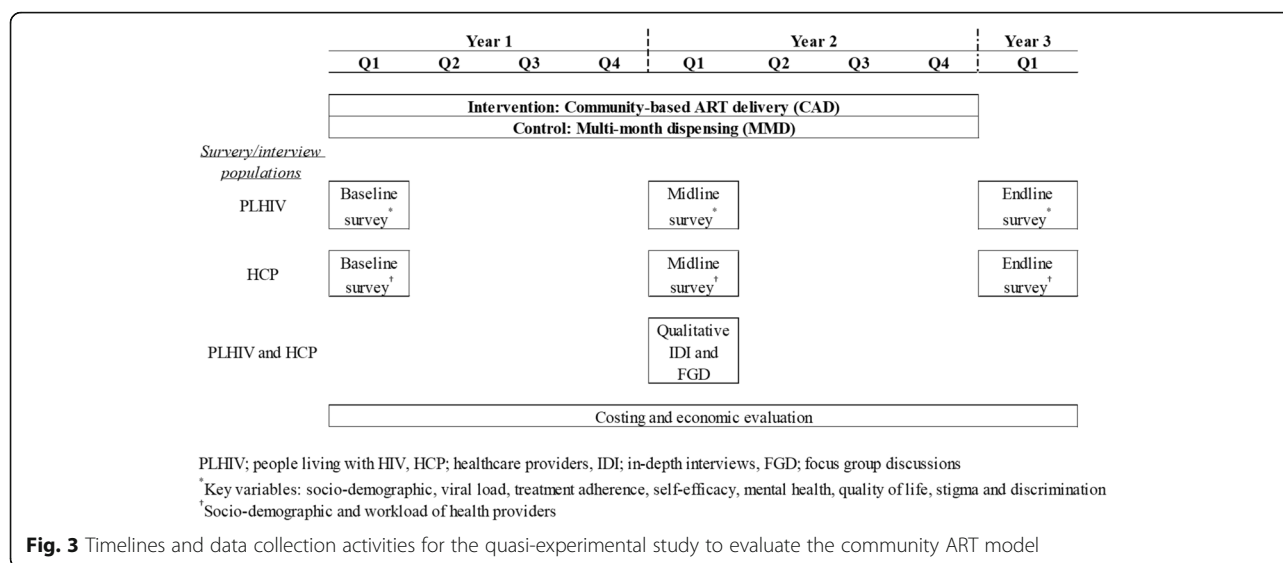 Year 1 Year 2 Year 3
Q1 Q2 Q3 Q4 Q1 Q2 Q3 Q4 Q1
Intervention: Community-based ART delivery (CAD)
Control: Multi-month dispensing (MMD)
Survery/interview
populations
PLHIV
Baseline
survey*
Midline
survey*
Endline
survey*
HCP
Baseline
survey†
Midline
survey†
Endline
survey†
PLHIV and HCP
Qualitative
IDI and
FGD
Costing and economic evaluation
PLHIV; people living with HIV, HCP; healthcare providers, IDI; in-depth interviews, FGD; focus group discussions
*Key variables: socio-demographic, viral load, treatment adherence, self-efficacy, mental health, quality of life, stigma and discrimination
†Socio-demographic and workload of health providers
Fig. 3 Timelines and data collection activities for the quasi-experimental study to evaluate the community ART model